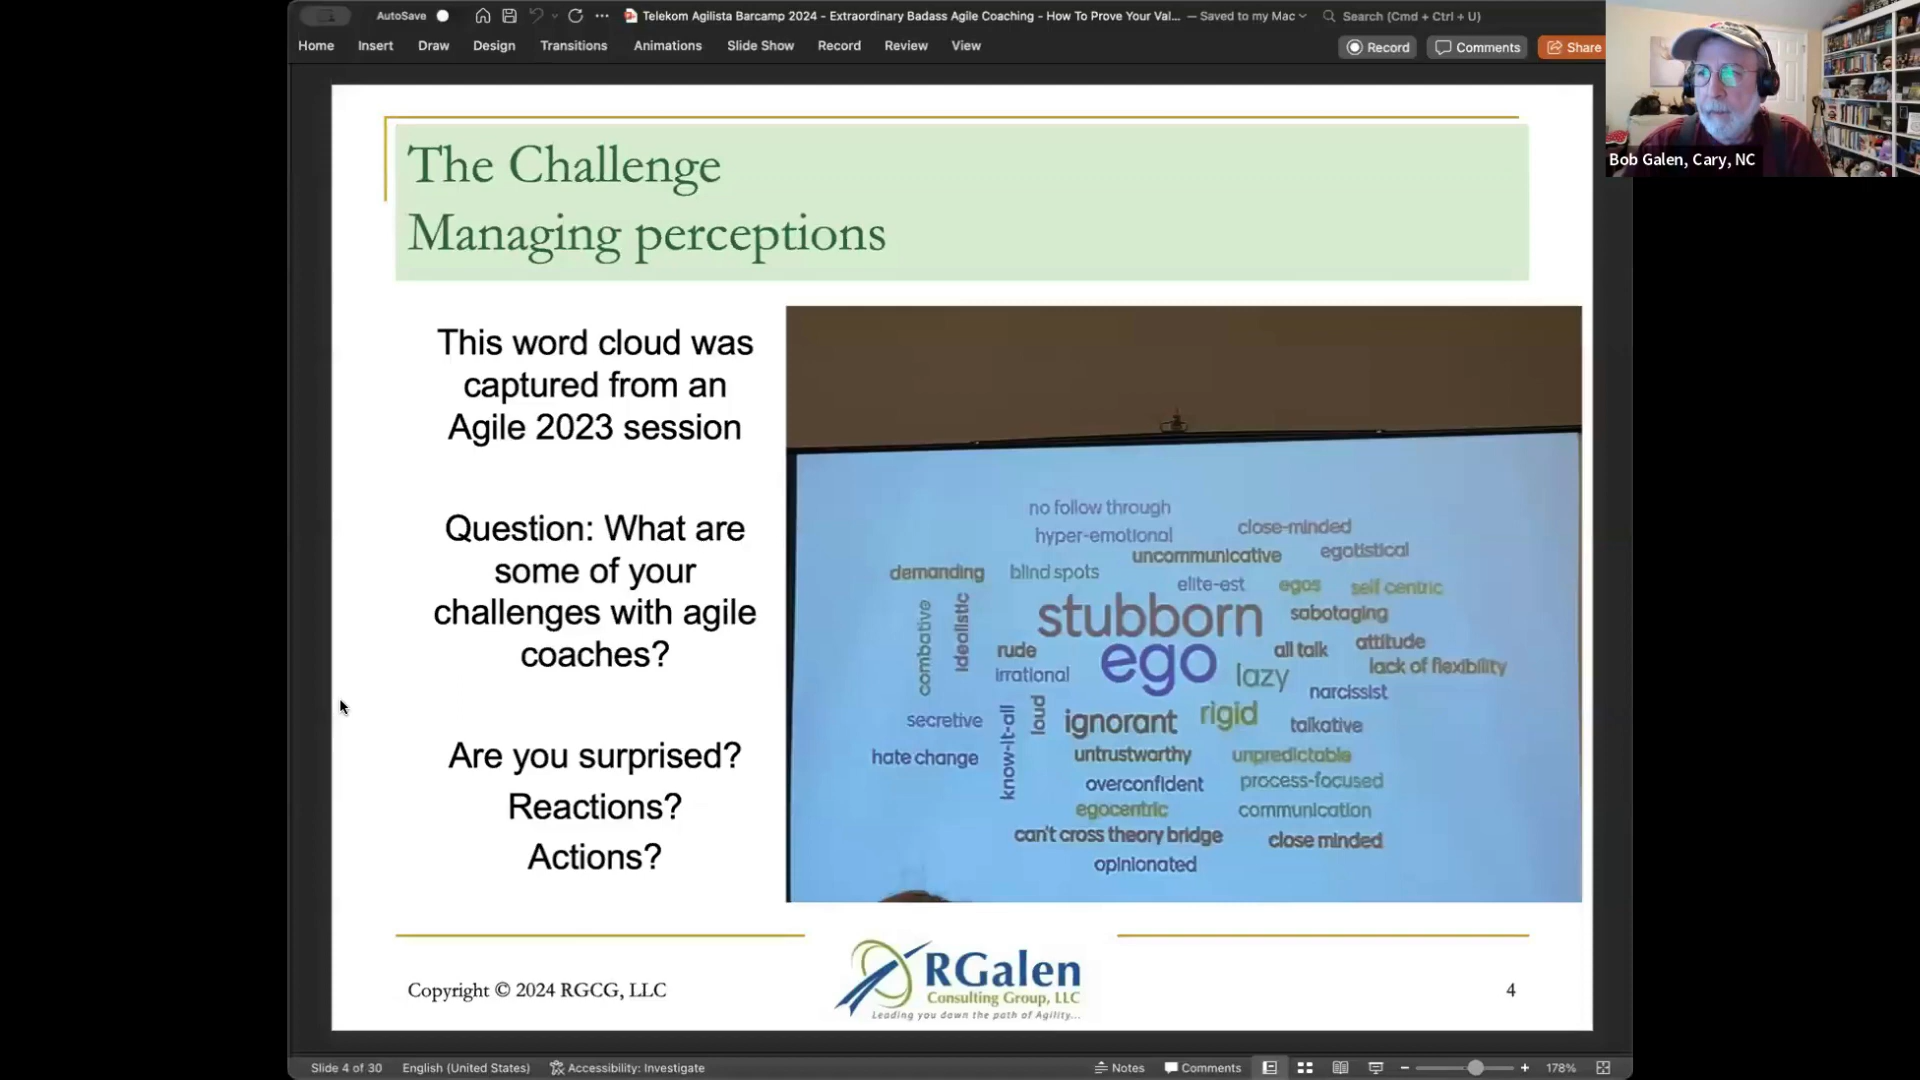 AutoSave
Telekom Agilista Barcamp 2024 - Extraordinary Badass Agile Coaching - How To Prove Your Val... — Saved to my Mac
Search (Cmd + Ctrl + U)
Home Insert Draw Design Transitions Animations Slide Show Record Review View
Record Comments Share
Bob Galen, Cary, NC
The Challenge
Managing perceptions
This word cloud was
captured from an
Agile 2023 session
Question: What are
some of your
challenges with agile
coaches?
Are you surprised?
Reactions?
Actions?
no follow through
hyper-emotional
close-minded
uncommunicative
egotistical
demanding
blind spots
elite-est
egos
self centric
combative
idealistic
stubborn
sabotaging
rude
ego
all talk
attitude
irrational
lazy
lack of flexibility
narcissist
secretive
know-it-all
loud
ignorant
rigid
talkative
hate change
untrustworthy
unpredictable
overconfident
process-focused
egocentric
communication
can't cross theory bridge
close minded
opinionated
Copyright © 2024 RGCG, LLC
RGalen
Consulting Group, LLC
Leading you down the path of Agility...
4
Slide 4 of 30
English (United States)
Accessibility: Investigate
Notes
Comments
178%